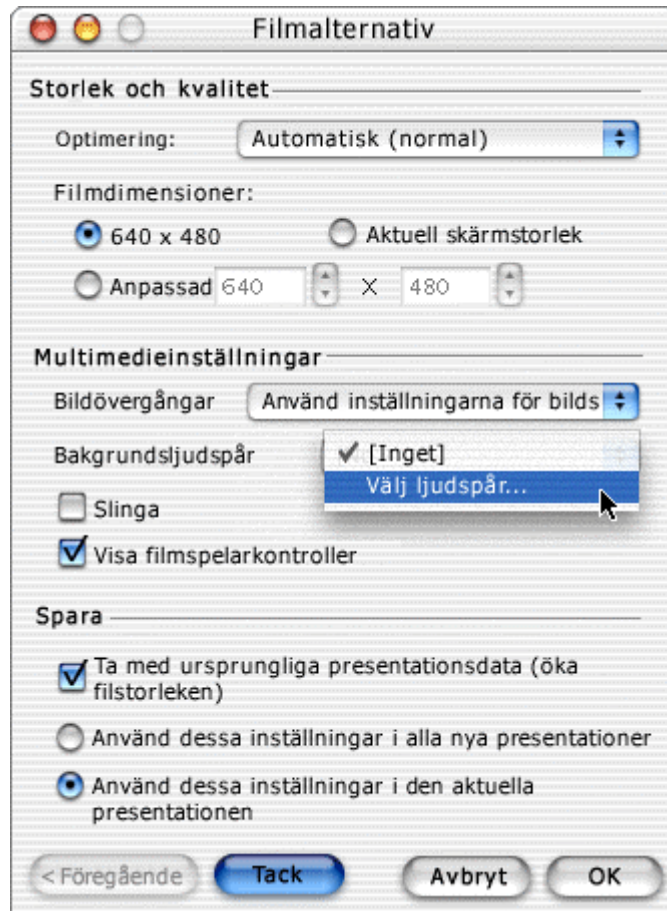 Filmalternativ
Storlek och kvalitet
Optimering: Automatisk (normal)
Filmdimensioner:
640 x 480 Aktuell skärmstorlek
Anpassad 640 X 480
Multimedieinställningar
Bildövergångar Använd inställningarna för bilds
Bakgrundsljudspår [Inget]
Välj ljudspår...
Slinga
Visa filmspelarkontroller
Spara
Ta med ursprungliga presentationsdata (öka
filstorleken)
Använd dessa inställningar i alla nya presentationer
Använd dessa inställningar i den aktuella
presentationen
< Föregående Tack Avbryt OK